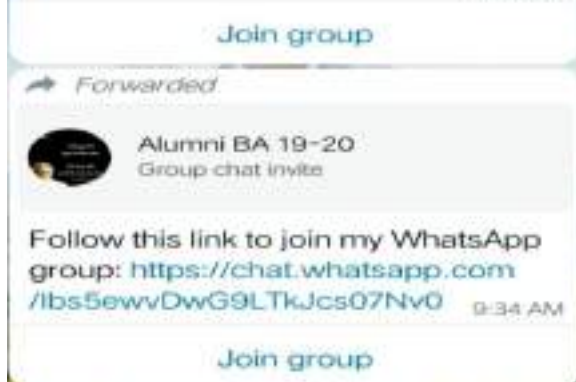 Join group
Forwarded
Alumni BA 19-20
Group chat invite
Follow this link to join my WhatsApp
group: https://chat.whatsapp.com
/Ibs5ewvDwG9LTkJcs07Nv0
9:34 AM
Join group